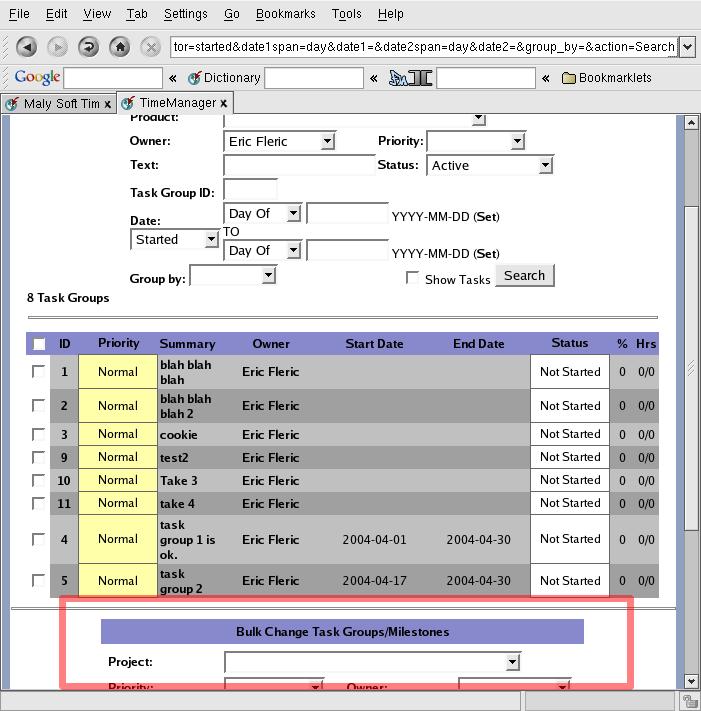 File Edit View Tab Settings Go Bookmarks Tools Help
tor=started&date1span=day&date1=&date2span=day&date2=&group_by=&action=Search
Google « Dictionary « « Bookmarklets
Maly Soft Tim x TimeManager x
Product:
Owner: Eric Fleric Priority:
Text: Status: Active
Task Group ID:
Date: Day Of YYYY-MM-DD (Set)
Started TO
Day Of YYYY-MM-DD (Set)
Group by: Show Tasks Search
8 Task Groups
ID Priority Summary Owner Start Date End Date Status % Hrs
1 Normal blah blah blah Eric Fleric Not Started 0 0/0
2 Normal blah blah blah 2 Eric Fleric Not Started 0 0/0
3 Normal cookie Eric Fleric Not Started 0 0/0
9 Normal test2 Eric Fleric Not Started 0 0/0
10 Normal Take 3 Eric Fleric Not Started 0 0/0
11 Normal take 4 Eric Fleric Not Started 0 0/0
4 Normal task group 1 is ok. Eric Fleric 2004-04-01 2004-04-30 Not Started 0 0/0
5 Normal task group 2 Eric Fleric 2004-04-17 2004-04-30 Not Started 0 0/0
Bulk Change Task Groups/Milestones
Project:
Priority: Owner: